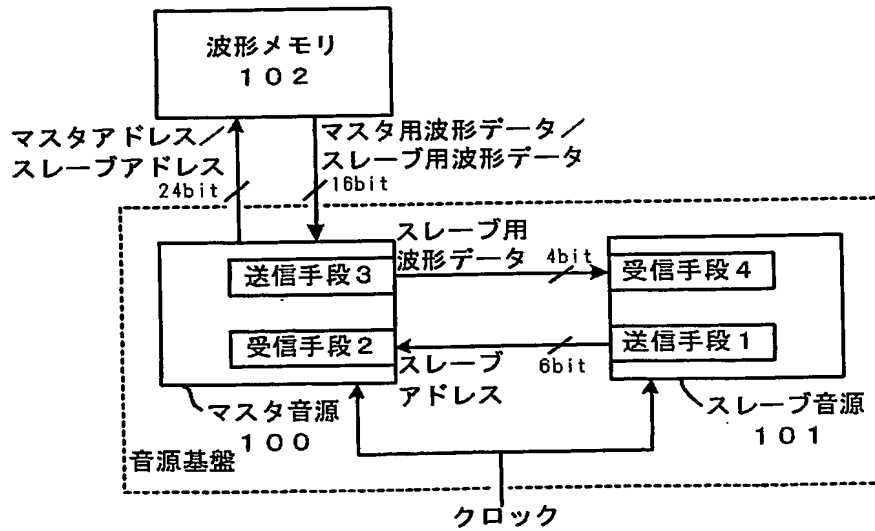 波形メモリ
１０２
マスタアドレス／
スレーブアドレス
24bit
マスタ用波形データ／
スレーブ用波形データ
16bit
スレーブ用
波形データ
4bit
送信手段３
受信手段４
受信手段２
送信手段１
スレーブ
アドレス
6bit
マスタ音源
１００
スレーブ音源
１０１
音源基盤
クロック